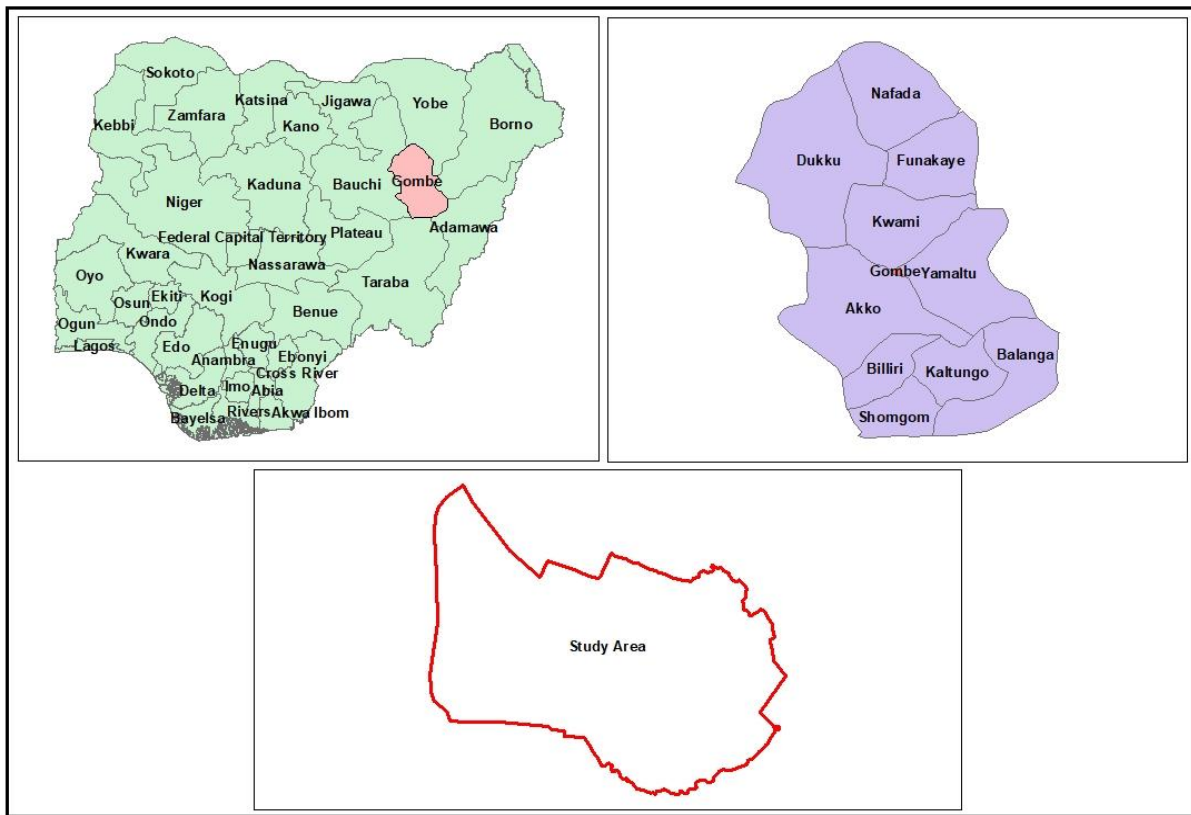 Sokoto
Katsina
Jigawa
Yobe
Zamfara
Kebbi
Kano
Borno
Kaduna
Bauchi
Gombe
Niger
Federal Capital Territory
Plateau
Adamawa
Kwara
Nassarawa
Oyo
Taraba
Osun
Ekiti
Kogi
Benue
Ogun
Ondo
Lagos
Edo
Enugu
Anambra
Ebonyi
Cross River
Delta
Imo
Abia
Bayelsa
Rivers
Akwa Ibom
Nafada
Dukku
Funakaye
Kwami
Gombe
Yamaltu
Akko
Balanga
Billiri
Kaltungo
Shomgom
Study Area